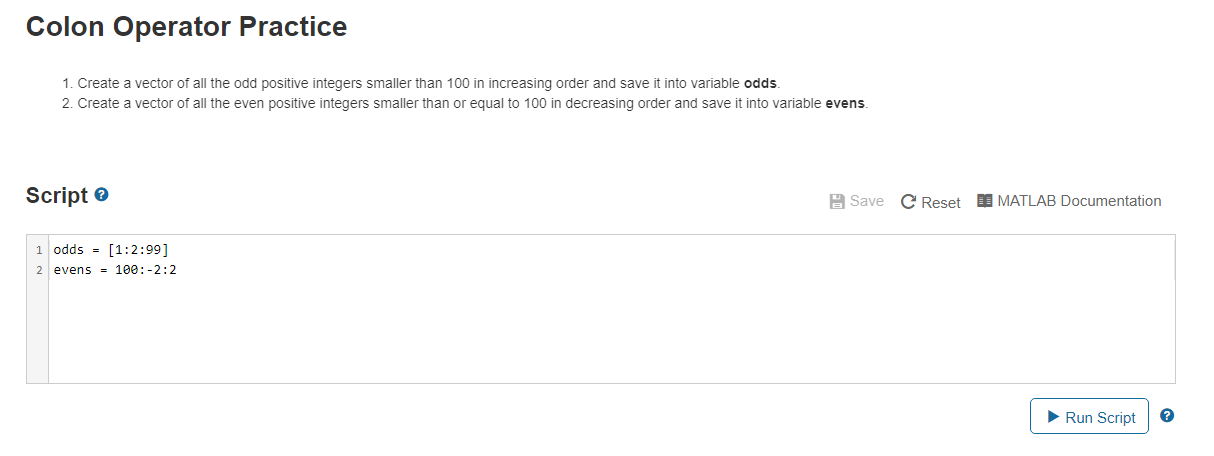 Colon Operator Practice
1. Create a vector of all the odd positive integers smaller than 100 in increasing order and save it into variable odds.
2. Create a vector of all the even positive integers smaller than or equal to 100 in decreasing order and save it into variable evens.
Script ?
Save Reset MATLAB Documentation
1 odds = [1:2:99]
2 evens = 100:-2:2
Run Script ?